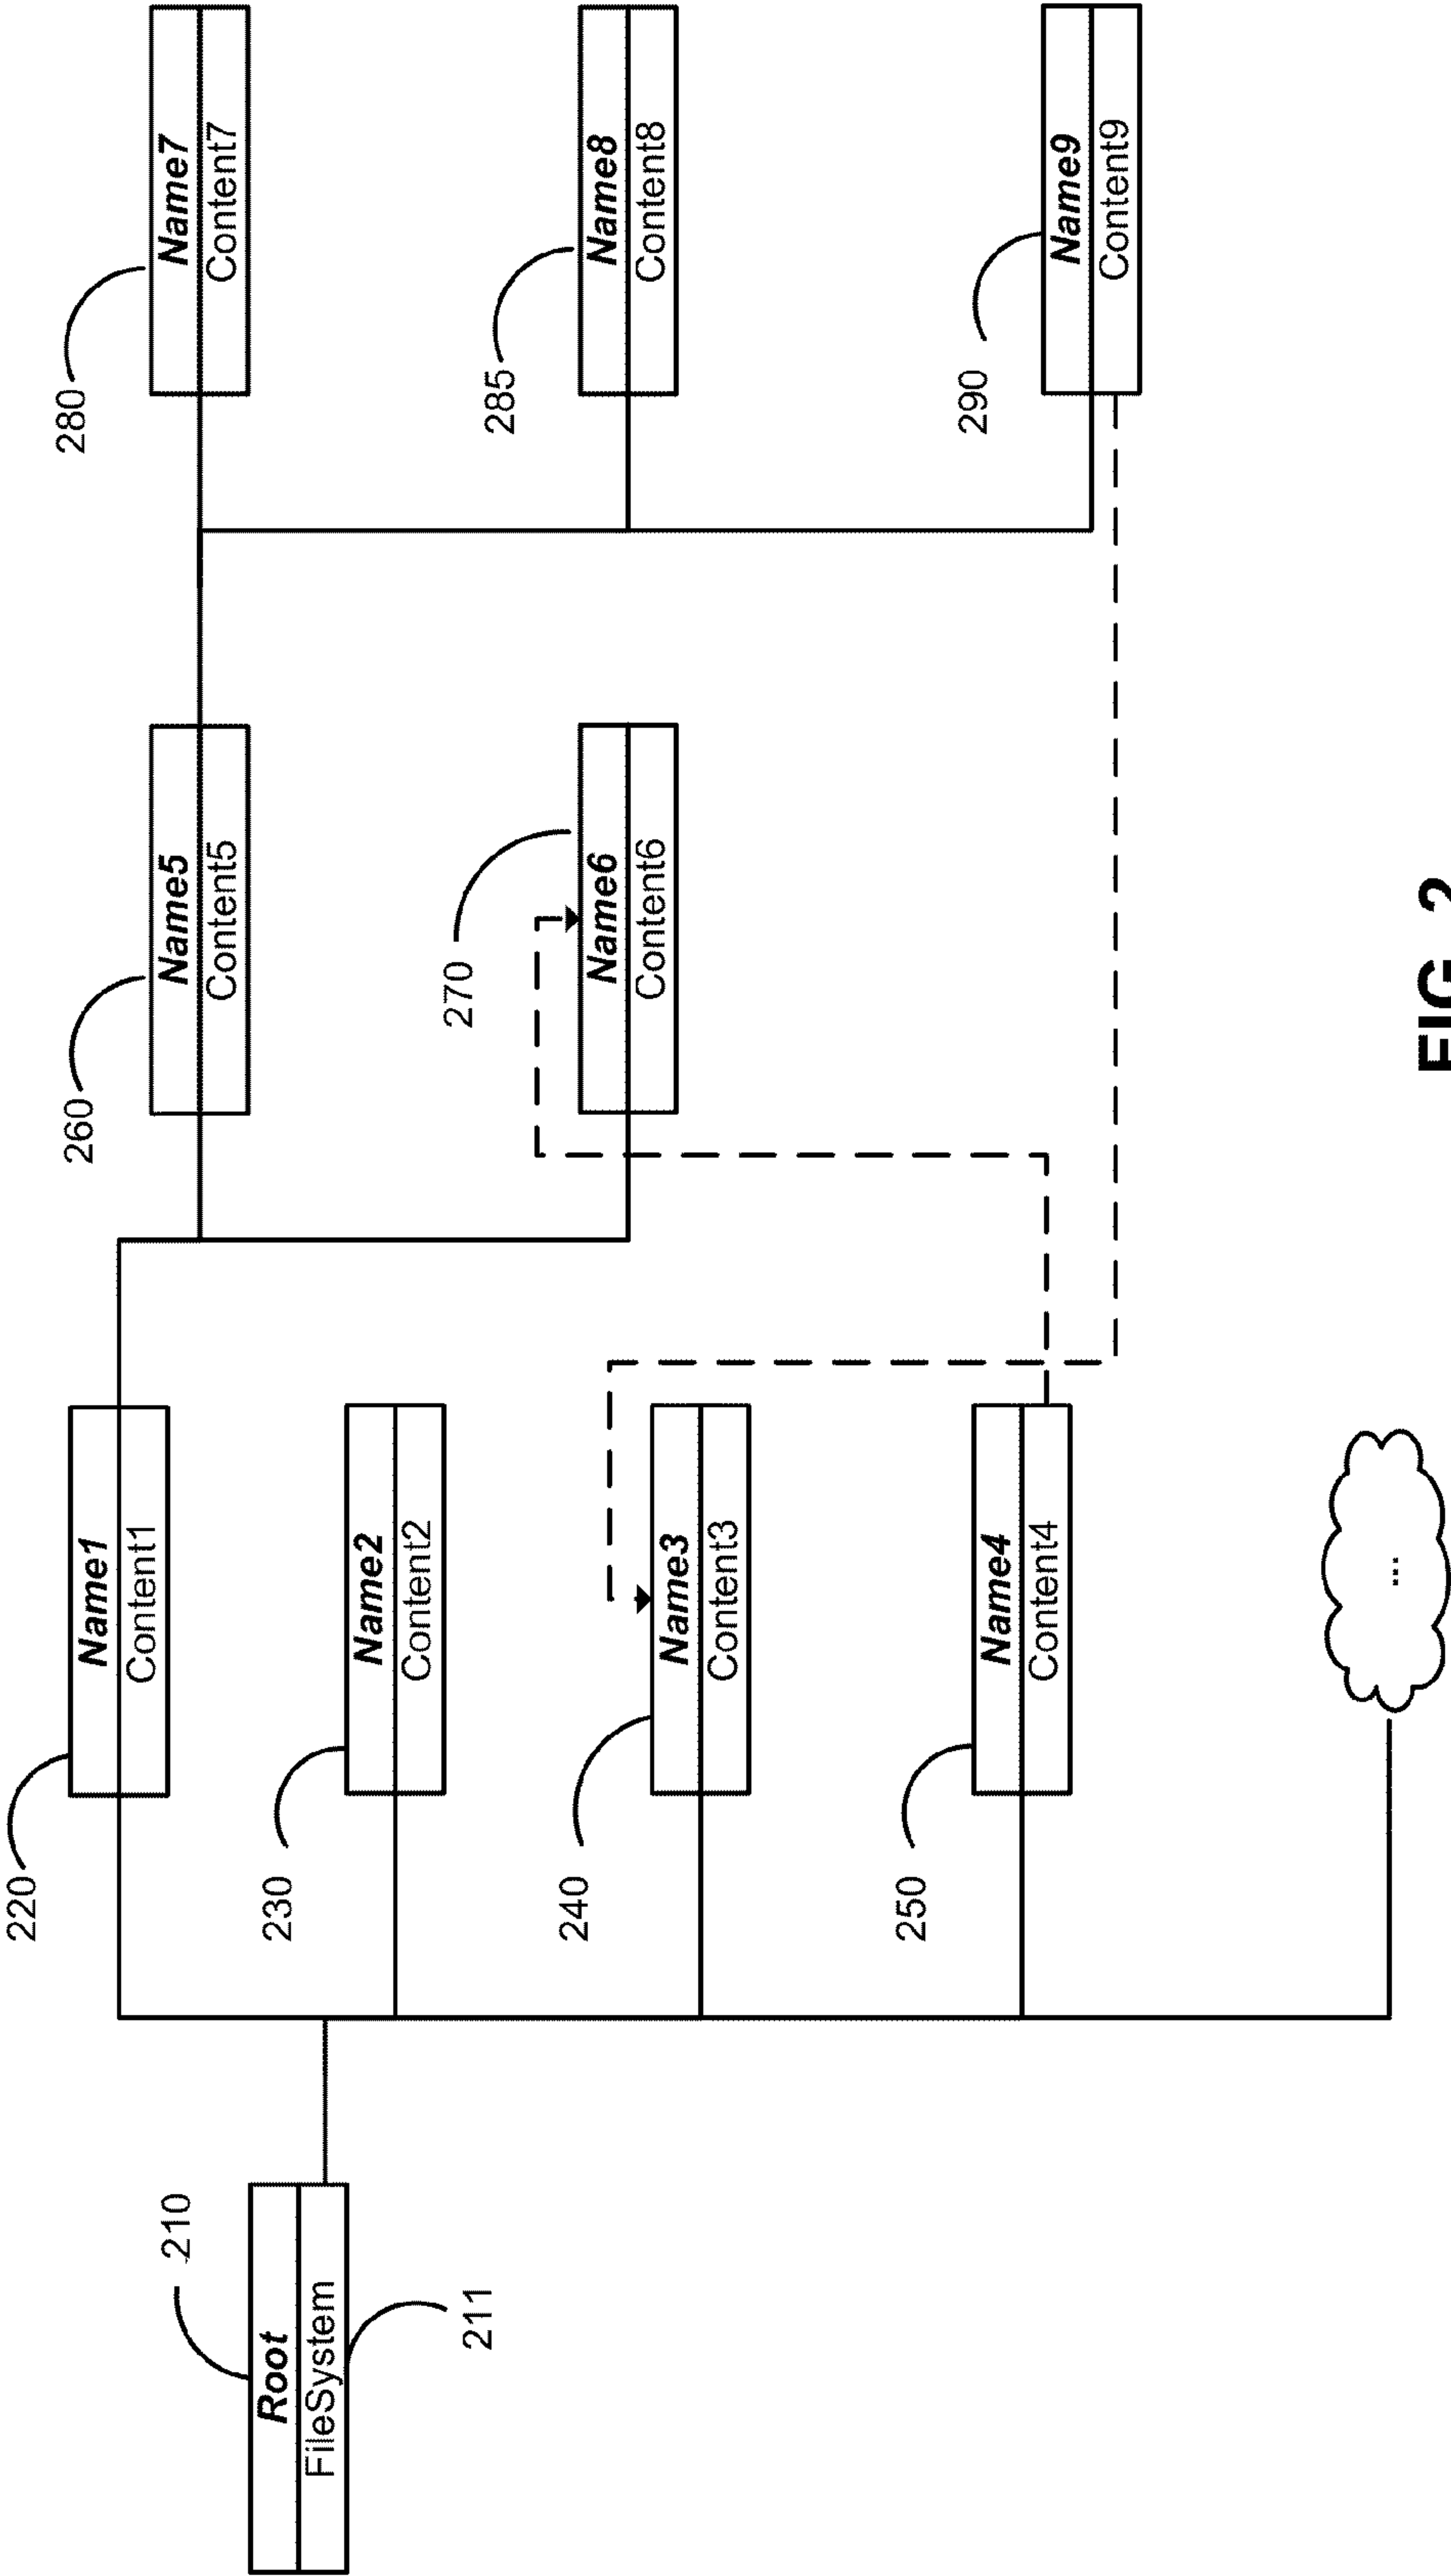 210
Root
FileSystem
211
220
Name1
Content1
230
Name2
Content2
240
Name3
Content3
250
Name4
Content4
...
260
Name5
Content5
270
Name6
Content6
280
Name7
Content7
285
Name8
Content8
290
Name9
Content9
FIG. 2